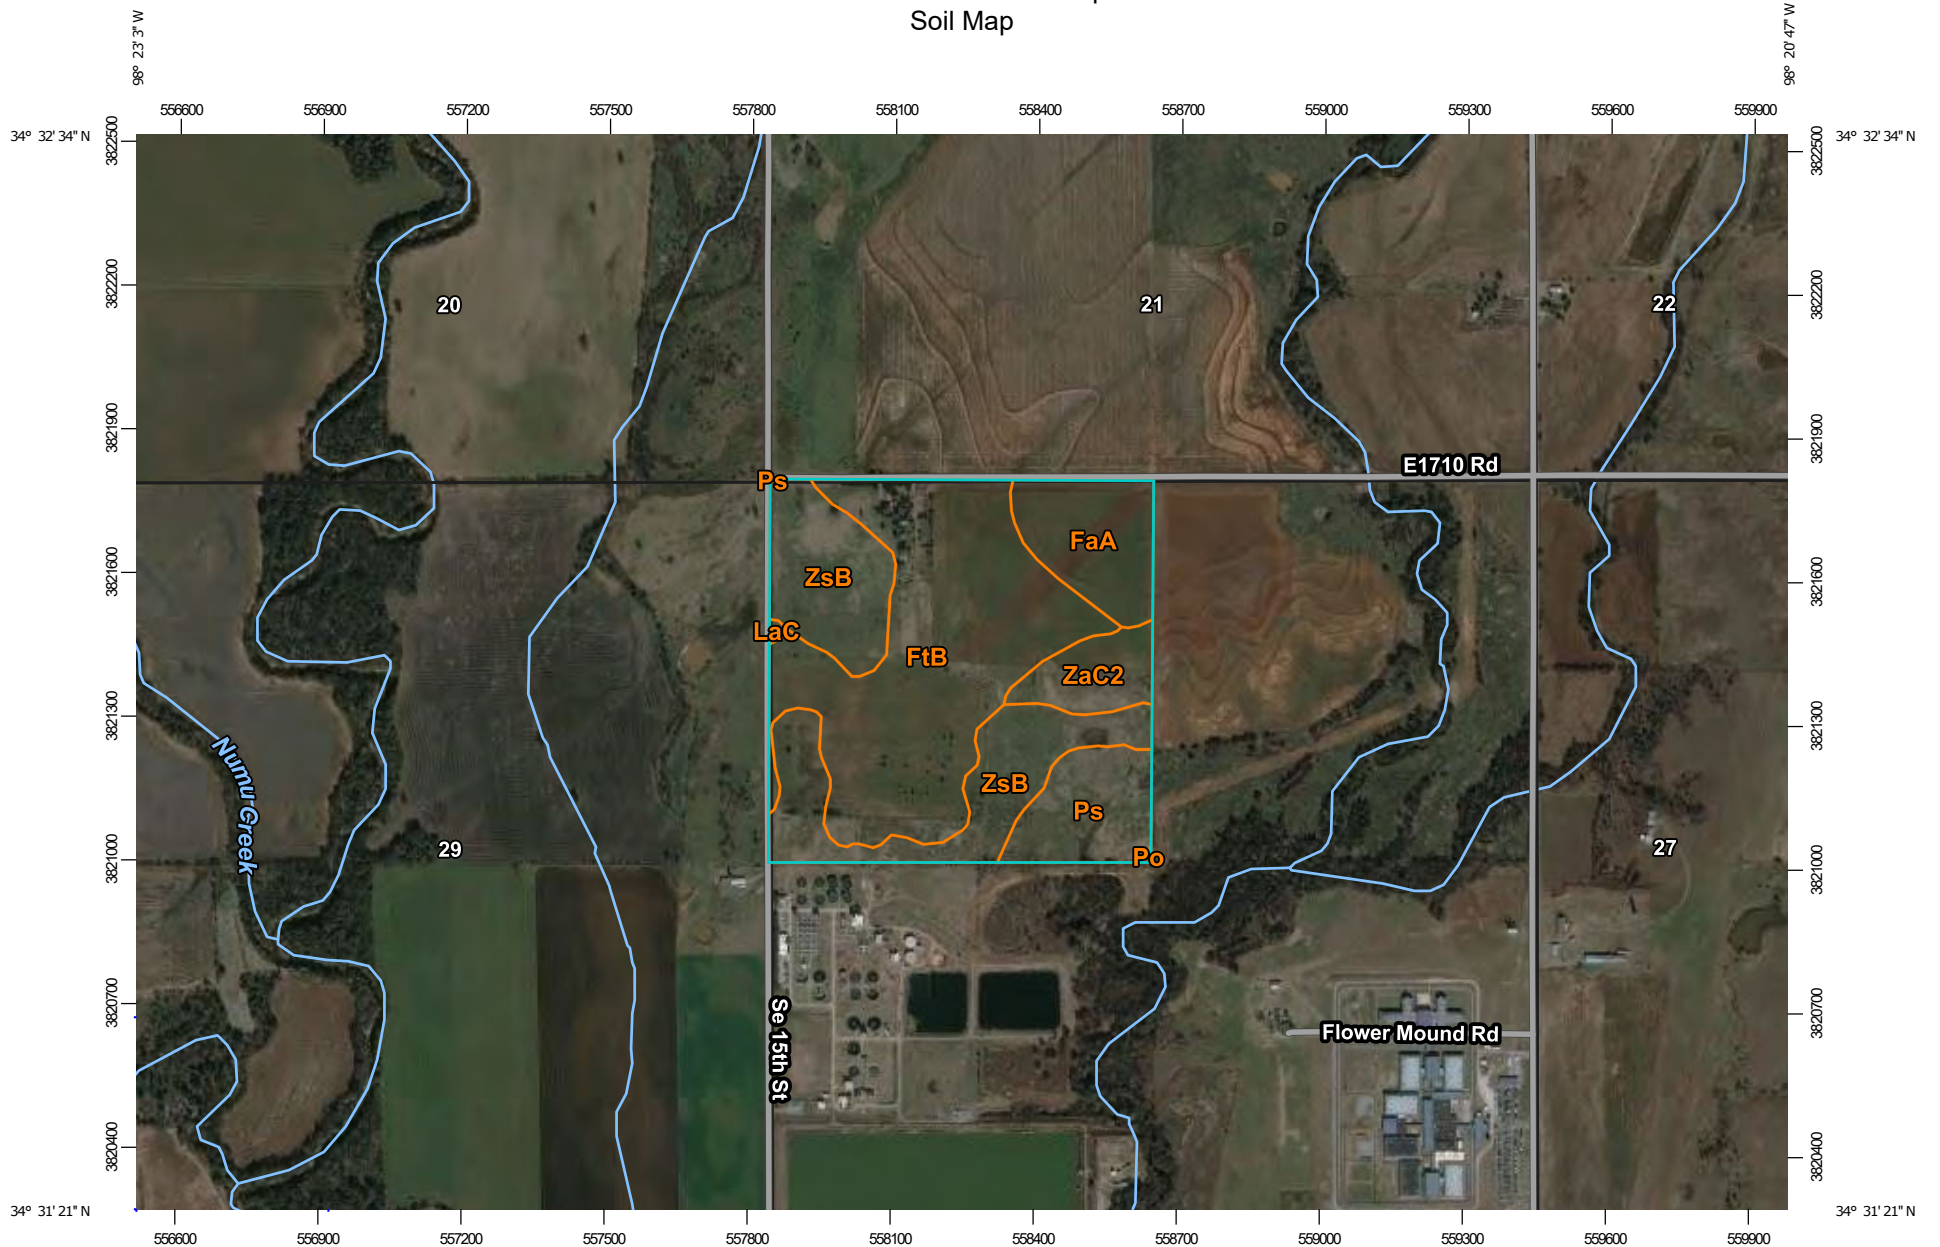 Soil Map
98° 23' 3'' W
98° 20' 47'' W
556600 556900 557200 557500 557800 558100 558400 558700 559000 559300 559600 559900
34° 32' 34'' N
34° 32' 34'' N
3822500
3822500
3822200
3822200
20
21
22
3821900
3821900
E1710 Rd
Ps
FaA
3821600
3821600
ZsB
LaC
FtB
ZaC2
3821300
3821300
Numu Creek
ZsB
Ps
29
Po
27
3821000
3821000
3820700
3820700
Se 15th St
Flower Mound Rd
3820400
3820400
34° 31' 21'' N
34° 31' 21'' N
556600 556900 557200 557500 557800 558100 558400 558700 559000 559300 559600 559900